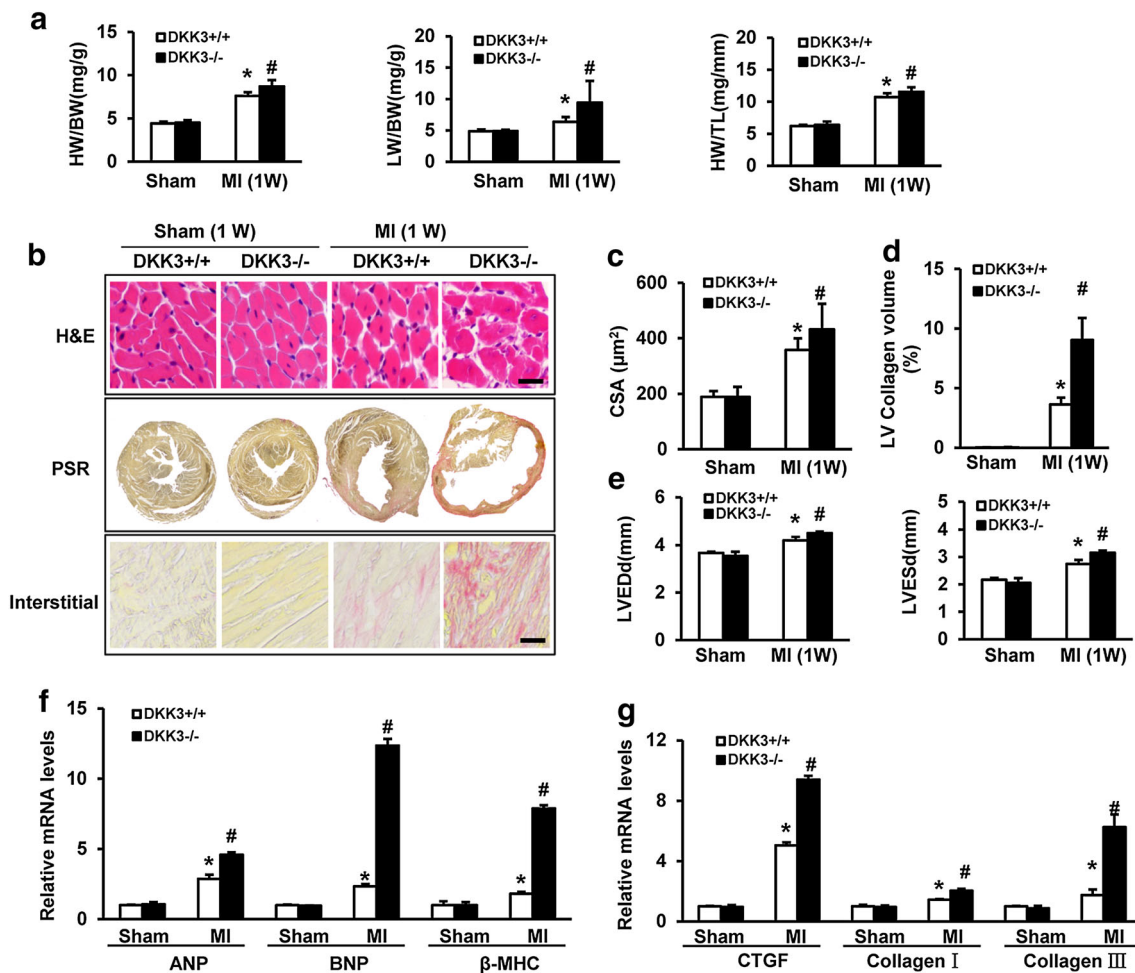 a
HW/BW(mg/g)
15
10
5
0
DKK3+/+
DKK3-/-
*
#
Sham
MI (1W)
LW/BW(mg/g)
20
15
10
5
0
DKK3+/+
DKK3-/-
*
#
Sham
MI (1W)
HW/TL(mg/mm)
20
15
10
5
0
DKK3+/+
DKK3-/-
*
#
Sham
MI (1W)
b
Sham (1 W)
MI (1 W)
DKK3+/+
DKK3-/-
DKK3+/+
DKK3-/-
H&E
PSR
Interstitial
c
CSA (µm²)
600
400
200
0
DKK3+/+
DKK3-/-
*
#
Sham
MI (1W)
d
LV Collagen volume
(%)
15
10
5
0
DKK3+/+
DKK3-/-
*
#
Sham
MI (1W)
e
LVEDd(mm)
6
4
2
0
DKK3+/+
DKK3-/-
*
#
Sham
MI (1W)
LVESd(mm)
5
4
3
2
1
0
DKK3+/+
DKK3-/-
*
#
Sham
MI (1W)
f
Relative mRNA levels
15
10
5
0
DKK3+/+
DKK3-/-
*
#
*
#
*
#
Sham MI Sham MI Sham MI
ANP BNP β-MHC
g
Relative mRNA levels
12
8
4
0
DKK3+/+
DKK3-/-
*
#
*
#
*
#
Sham MI Sham MI Sham MI
CTGF Collagen Ⅰ Collagen Ⅲ